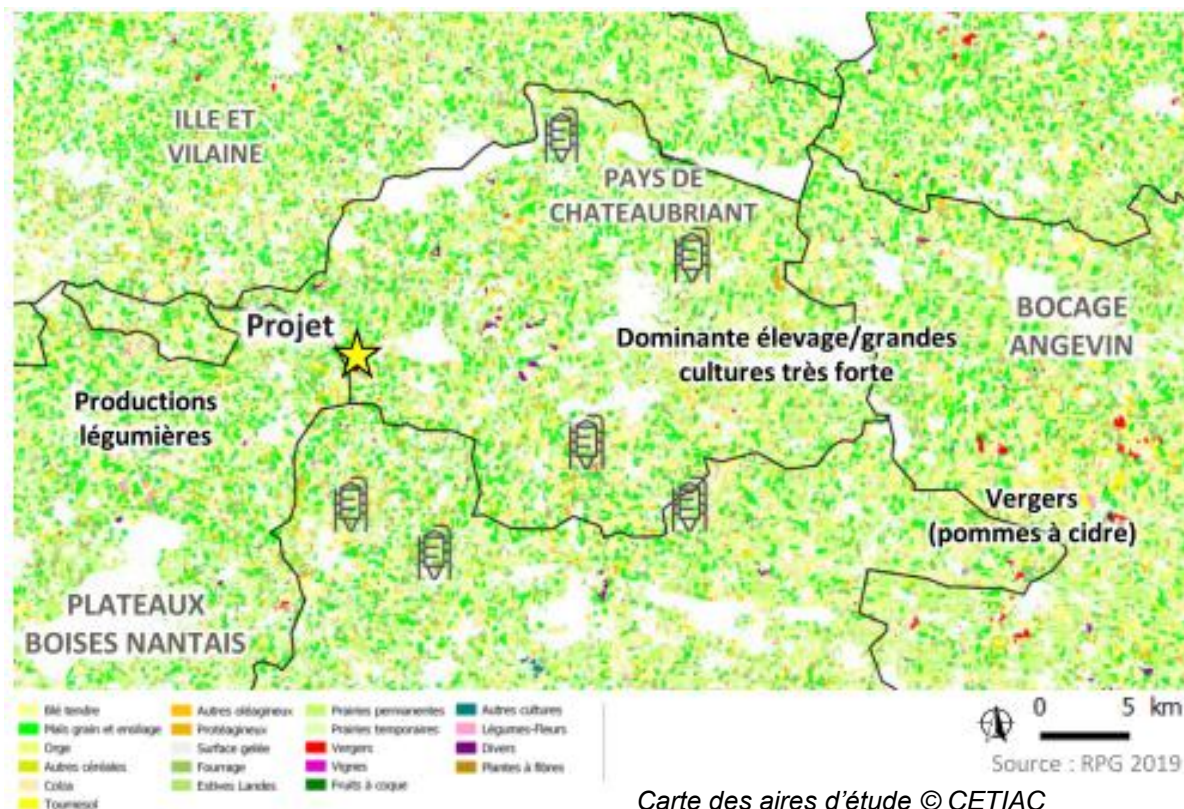 ILLE ET
VILAINE
PAYS DE
CHATEAUBRIANT
Projet
BOCAGE
ANGEVIN
Dominante élevage/grandes
cultures très forte
Productions
légumières
Vergers
(pommes à cidre)
PLATEAUX
BOISES NANTAIS
Blé tendre
Maïs grain et ensilage
Orge
Autres céréales
Colza
Tournesol
Autres oléagineux
Protéagineux
Surface gelée
Fourrage
Estives Landes
Prairies permanentes
Prairies temporaires
Vergers
Vignes
Fruits à coque
Autres cultures
Légumes-Fleurs
Divers
Plantes à fibres
0 5 km
Source : RPG 2019
Carte des aires d'étude © CETIAC